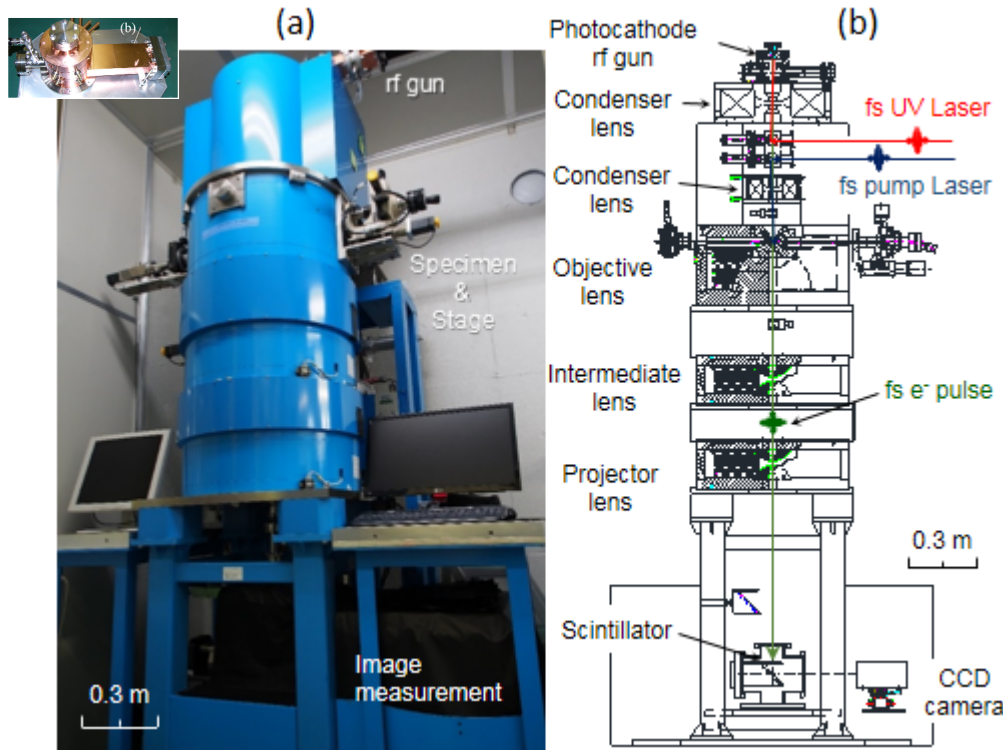 (b)
(a)
rf gun
Specimen
&
Stage
Image
measurement
0.3 m
(b)
Photocathode
rf gun
Condenser
lens
fs UV Laser
fs pump Laser
Condenser
lens
Objective
lens
Intermediate
lens
fs e⁻ pulse
Projector
lens
0.3 m
Scintillator
CCD
camera